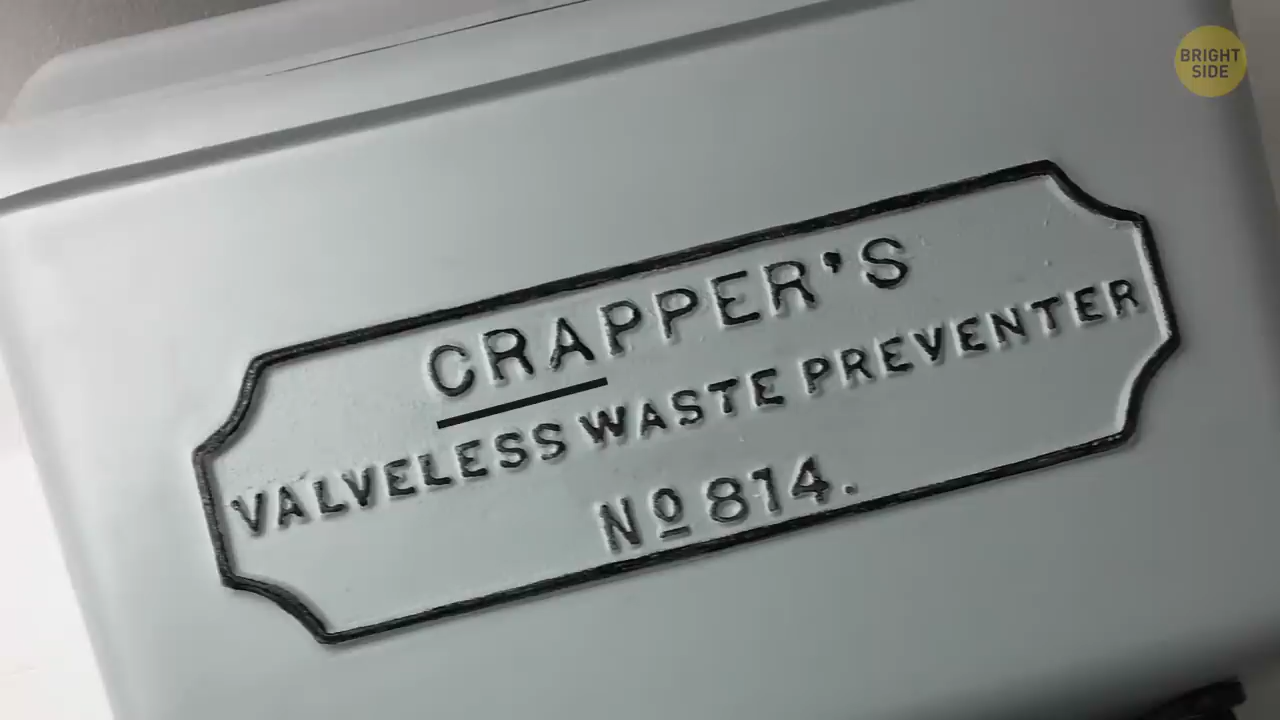 BRIGHT
SIDE
CRAPPER'S
VALVELESS WASTE PREVENTER
Nº 814.